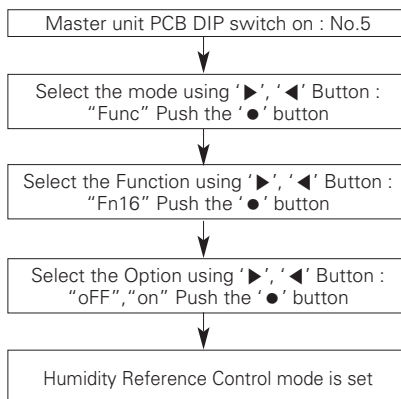 Master unit PCB DIP switch on : No.5
Select the mode using ‘▶’, ‘◀’ Button :
“Func” Push the ‘●’ button
Select the Function using ‘▶’, ‘◀’ Button :
“Fn16” Push the ‘●’ button
Select the Option using ‘▶’, ‘◀’ Button :
“oFF”,“on” Push the ‘●’ button
Humidity Reference Control mode is set